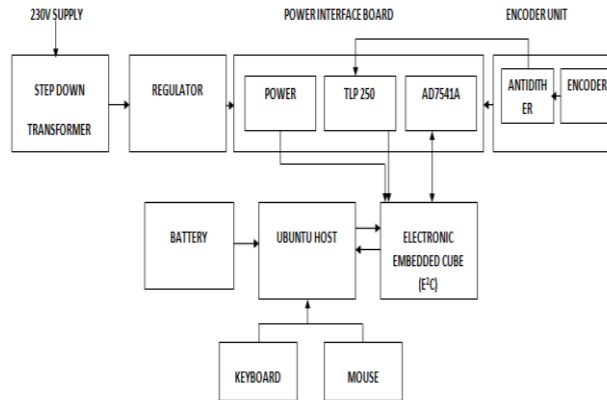 230V SUPPLY
POWER INTERFACE BOARD
ENCODER UNIT
STEP DOWN
TRANSFORMER
REGULATOR
POWER
TLP 250
AD7541A
ANTIDITH
ER
ENCODER
BATTERY
UBUNTU HOST
ELECTRONIC
EMBEDDED CUBE
(E²C)
KEYBOARD
MOUSE